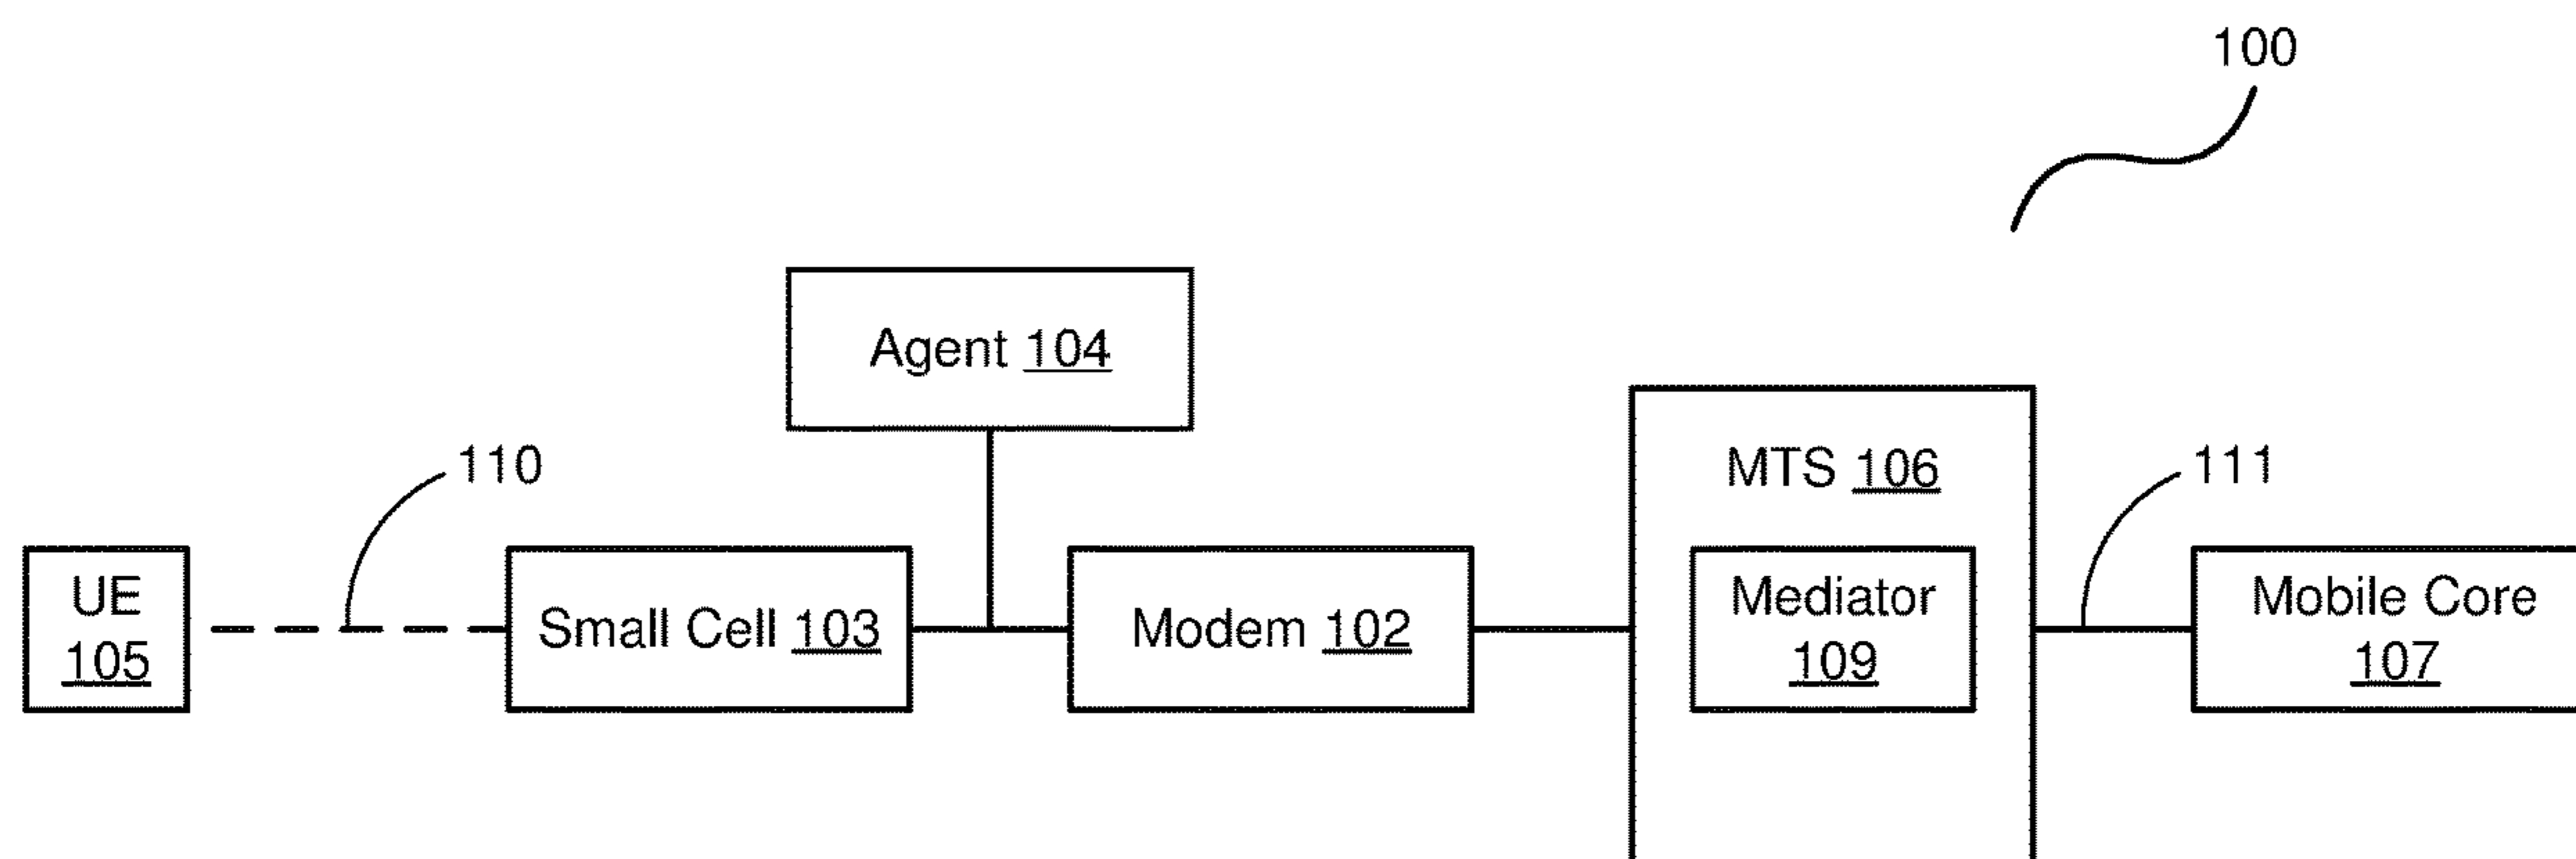 100
Agent 104
110
MTS 106
111
UE
105
Small Cell 103
Modem 102
Mediator
109
Mobile Core
107